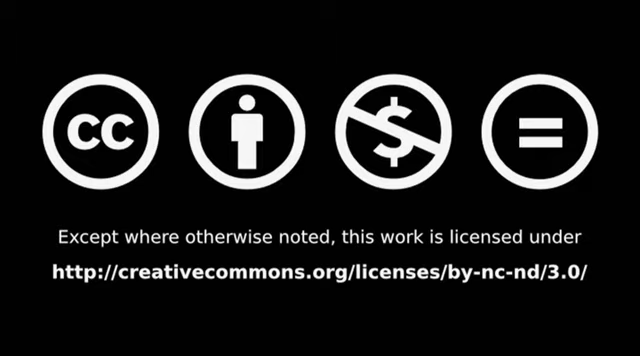 cc
$
=
Except where otherwise noted, this work is licensed under
http://creativecommons.org/licenses/by-nc-nd/3.0/